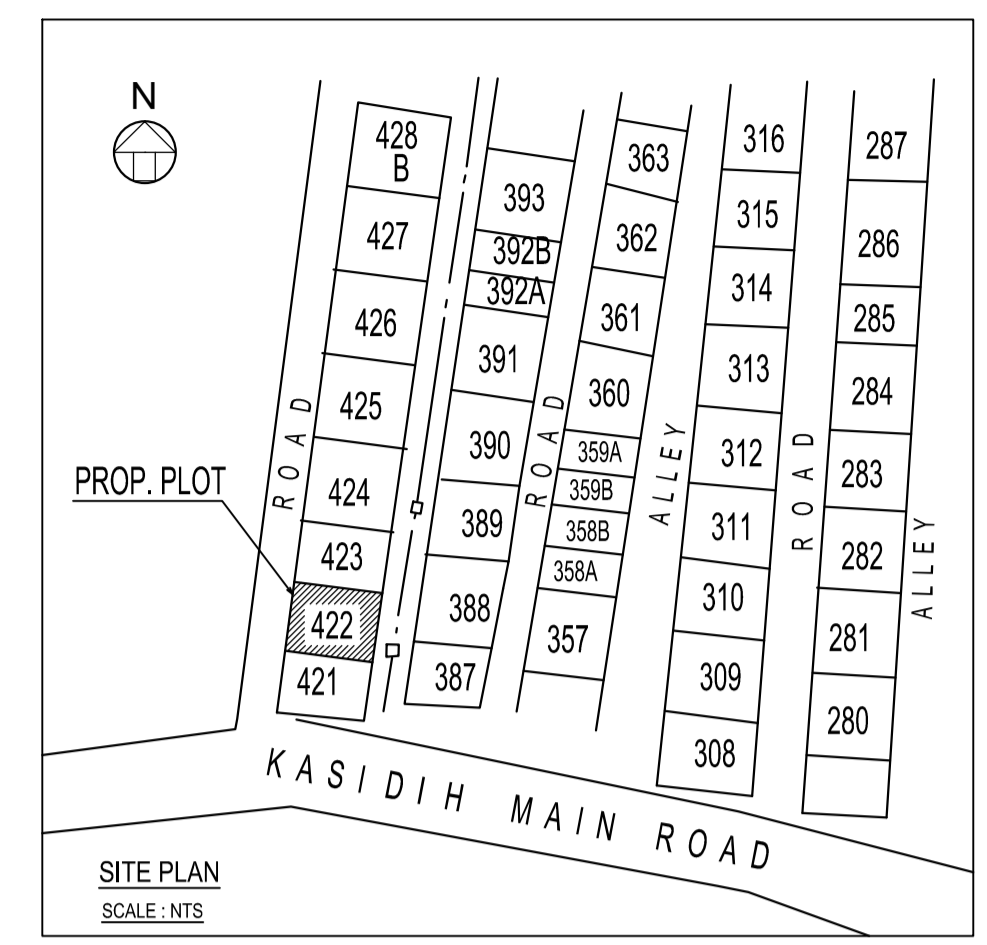 N
428
B
427
426
425
424
423
422
421
PROP. PLOT
ROAD
393
392B
392A
391
390
389
388
387
ROAD
363
362
361
360
359A
359B
358B
358A
357
ALLEY
316
315
314
313
312
311
310
309
308
ROAD
287
286
285
284
283
282
281
280
ALLEY
KASIDIH MAIN ROAD
SITE PLAN
SCALE : NTS